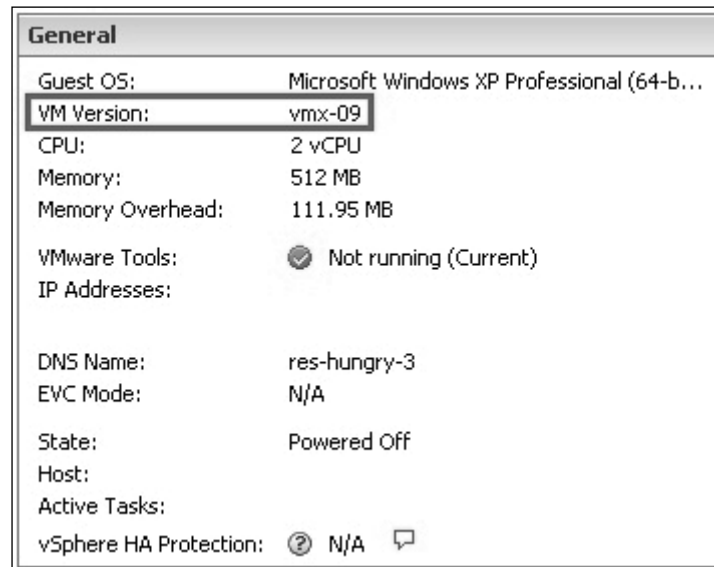 General
Guest OS: Microsoft Windows XP Professional (64-b...
VM Version: vmx-09
CPU: 2 vCPU
Memory: 512 MB
Memory Overhead: 111.95 MB
VMware Tools: Not running (Current)
IP Addresses:
DNS Name: res-hungry-3
EVC Mode: N/A
State: Powered Off
Host:
Active Tasks:
vSphere HA Protection: ? N/A